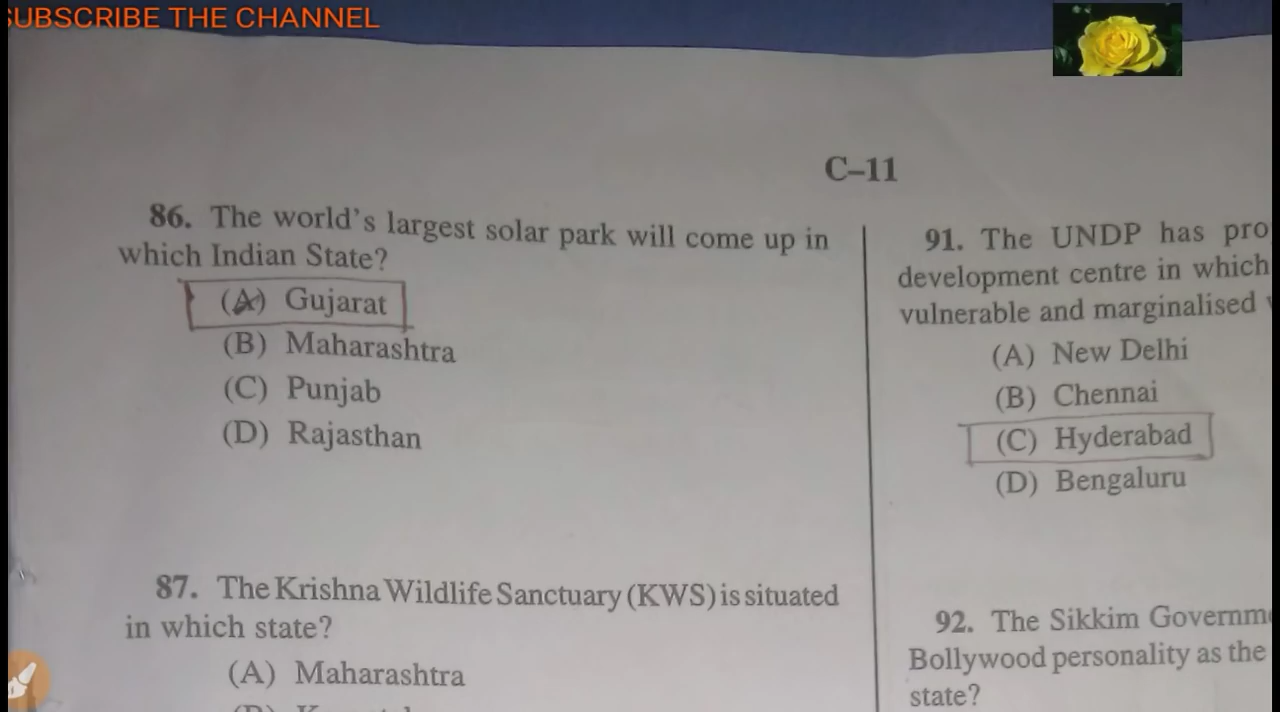 SUBSCRIBE THE CHANNEL
C–11
86. The world's largest solar park will come up in
which Indian State?
(A) Gujarat
(B) Maharashtra
(C) Punjab
(D) Rajasthan
87. The Krishna Wildlife Sanctuary (KWS) is situated
in which state?
(A) Maharashtra
91. The UNDP has pro
development centre in which
vulnerable and marginalised
(A) New Delhi
(B) Chennai
(C) Hyderabad
(D) Bengaluru
92. The Sikkim Governm
Bollywood personality as the
state?